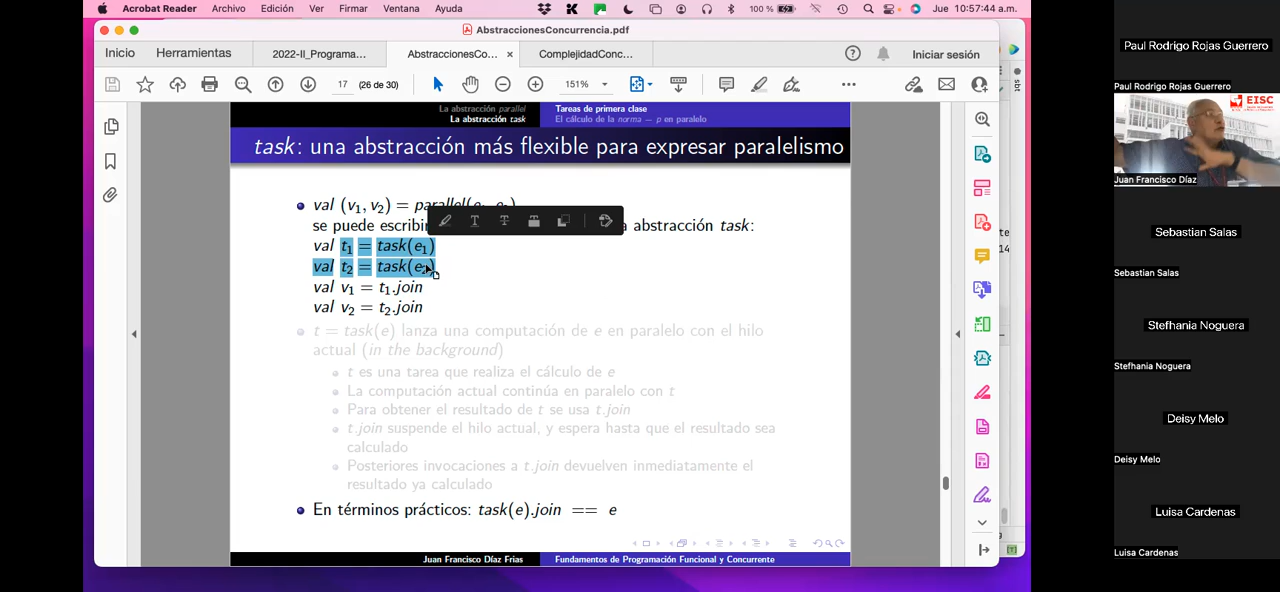 Acrobat Reader Archivo Edición Ver Firmar Ventana Ayuda 100 % Jue 10:57:44 a.m.
AbstraccionesConcurrencia.pdf
Inicio Herramientas 2022-II_Programa... AbstraccionesCo... × ComplejidadConc... Iniciar sesión
17 (26 de 30) 151%
La abstracción parallel
La abstracción task
Tareas de primera clase
El cálculo de la norma − p en paralelo
task: una abstracción más flexible para expresar paralelismo
val (v1, v2) = parallel(e1, e2)
se puede escribir abstracción task:
val t1 = task(e1)
val t2 = task(e2)
val v1 = t1.join
val v2 = t2.join
t = task(e) lanza una computación de e en paralelo con el hilo
actual (in the background)
t es una tarea que realiza el cálculo de e
La computación actual continúa en paralelo con t
Para obtener el resultado de t se usa t.join
t.join suspende el hilo actual, y espera hasta que el resultado sea
calculado
Posteriores invocaciones a t.join devuelven inmediatamente el
resultado ya calculado
En términos prácticos: task(e).join == e
Juan Francisco Díaz Frias Fundamentos de Programación Funcional y Concurrente
sbt
Paul Rodrigo Rojas Guerrero
Paul Rodrigo Rojas Guerrero
EISC
Juan Francisco Díaz
Sebastian Salas
Sebastian Salas
Stefhania Noguera
Stefhania Noguera
Deisy Melo
Deisy Melo
Luisa Cardenas
Luisa Cardenas